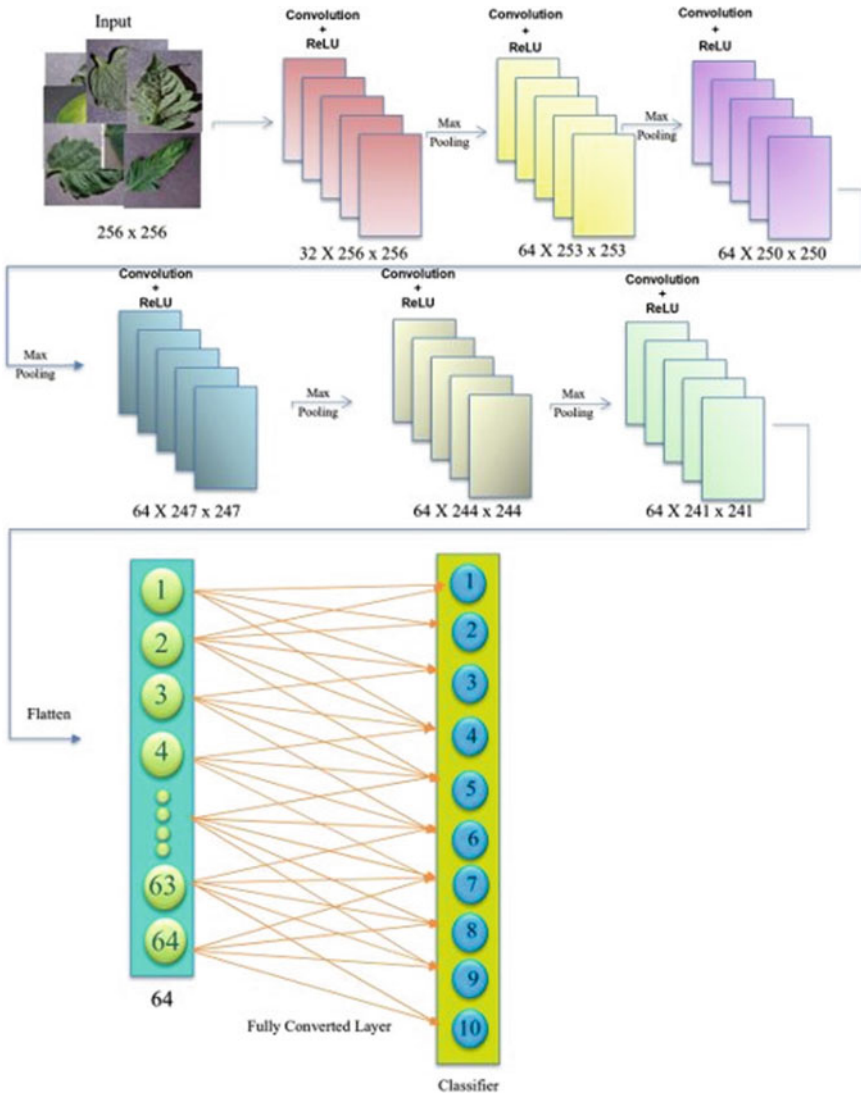 Input
256 x 256
Convolution
+
ReLU
32 X 256 x 256
Max
Pooling
Convolution
+
ReLU
64 X 253 x 253
Max
Pooling
Convolution
+
ReLU
64 X 250 x 250
Max
Pooling
Convolution
+
ReLU
64 X 247 x 247
Max
Pooling
Convolution
+
ReLU
64 X 244 x 244
Max
Pooling
Convolution
+
ReLU
64 X 241 x 241
Flatten
1
2
3
4
63
64
64
Fully Converted Layer
1
2
3
4
5
6
7
8
9
10
Classifier